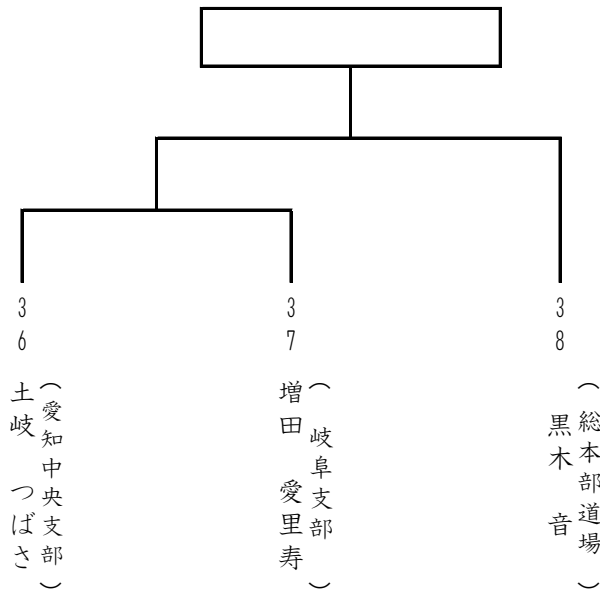 36
土岐 つばさ
(愛知中央支部)
37
増田 愛里寿
(岐阜支部)
38
黒木 音
(総本部道場)